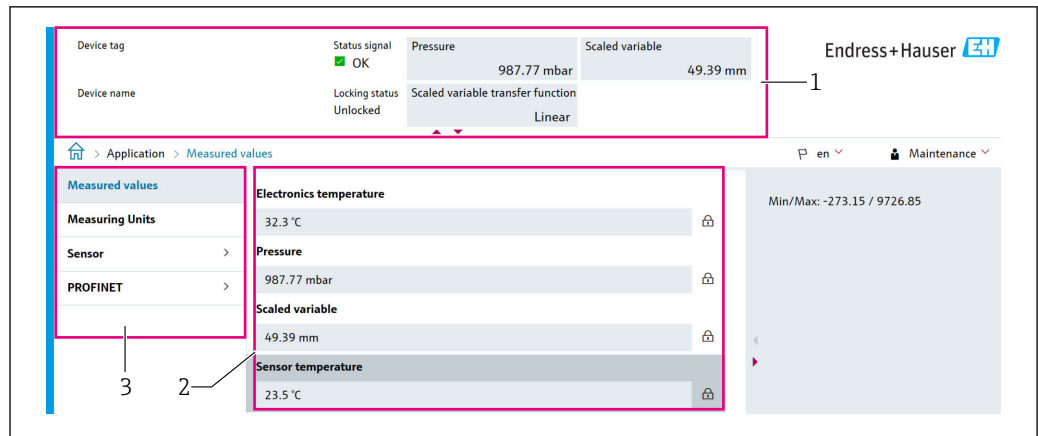 Device tag
Status signal
OK
Pressure
987.77 mbar
Scaled variable
49.39 mm
Endress+Hauser EH
1
Device name
Locking status
Unlocked
Scaled variable transfer function
Linear
> Application > Measured values
en
Maintenance
Measured values
Measuring Units
Sensor >
PROFINET >
3
Electronics temperature
32.3 °C
Pressure
987.77 mbar
Scaled variable
49.39 mm
Sensor temperature
23.5 °C
2
Min/Max: -273.15 / 9726.85